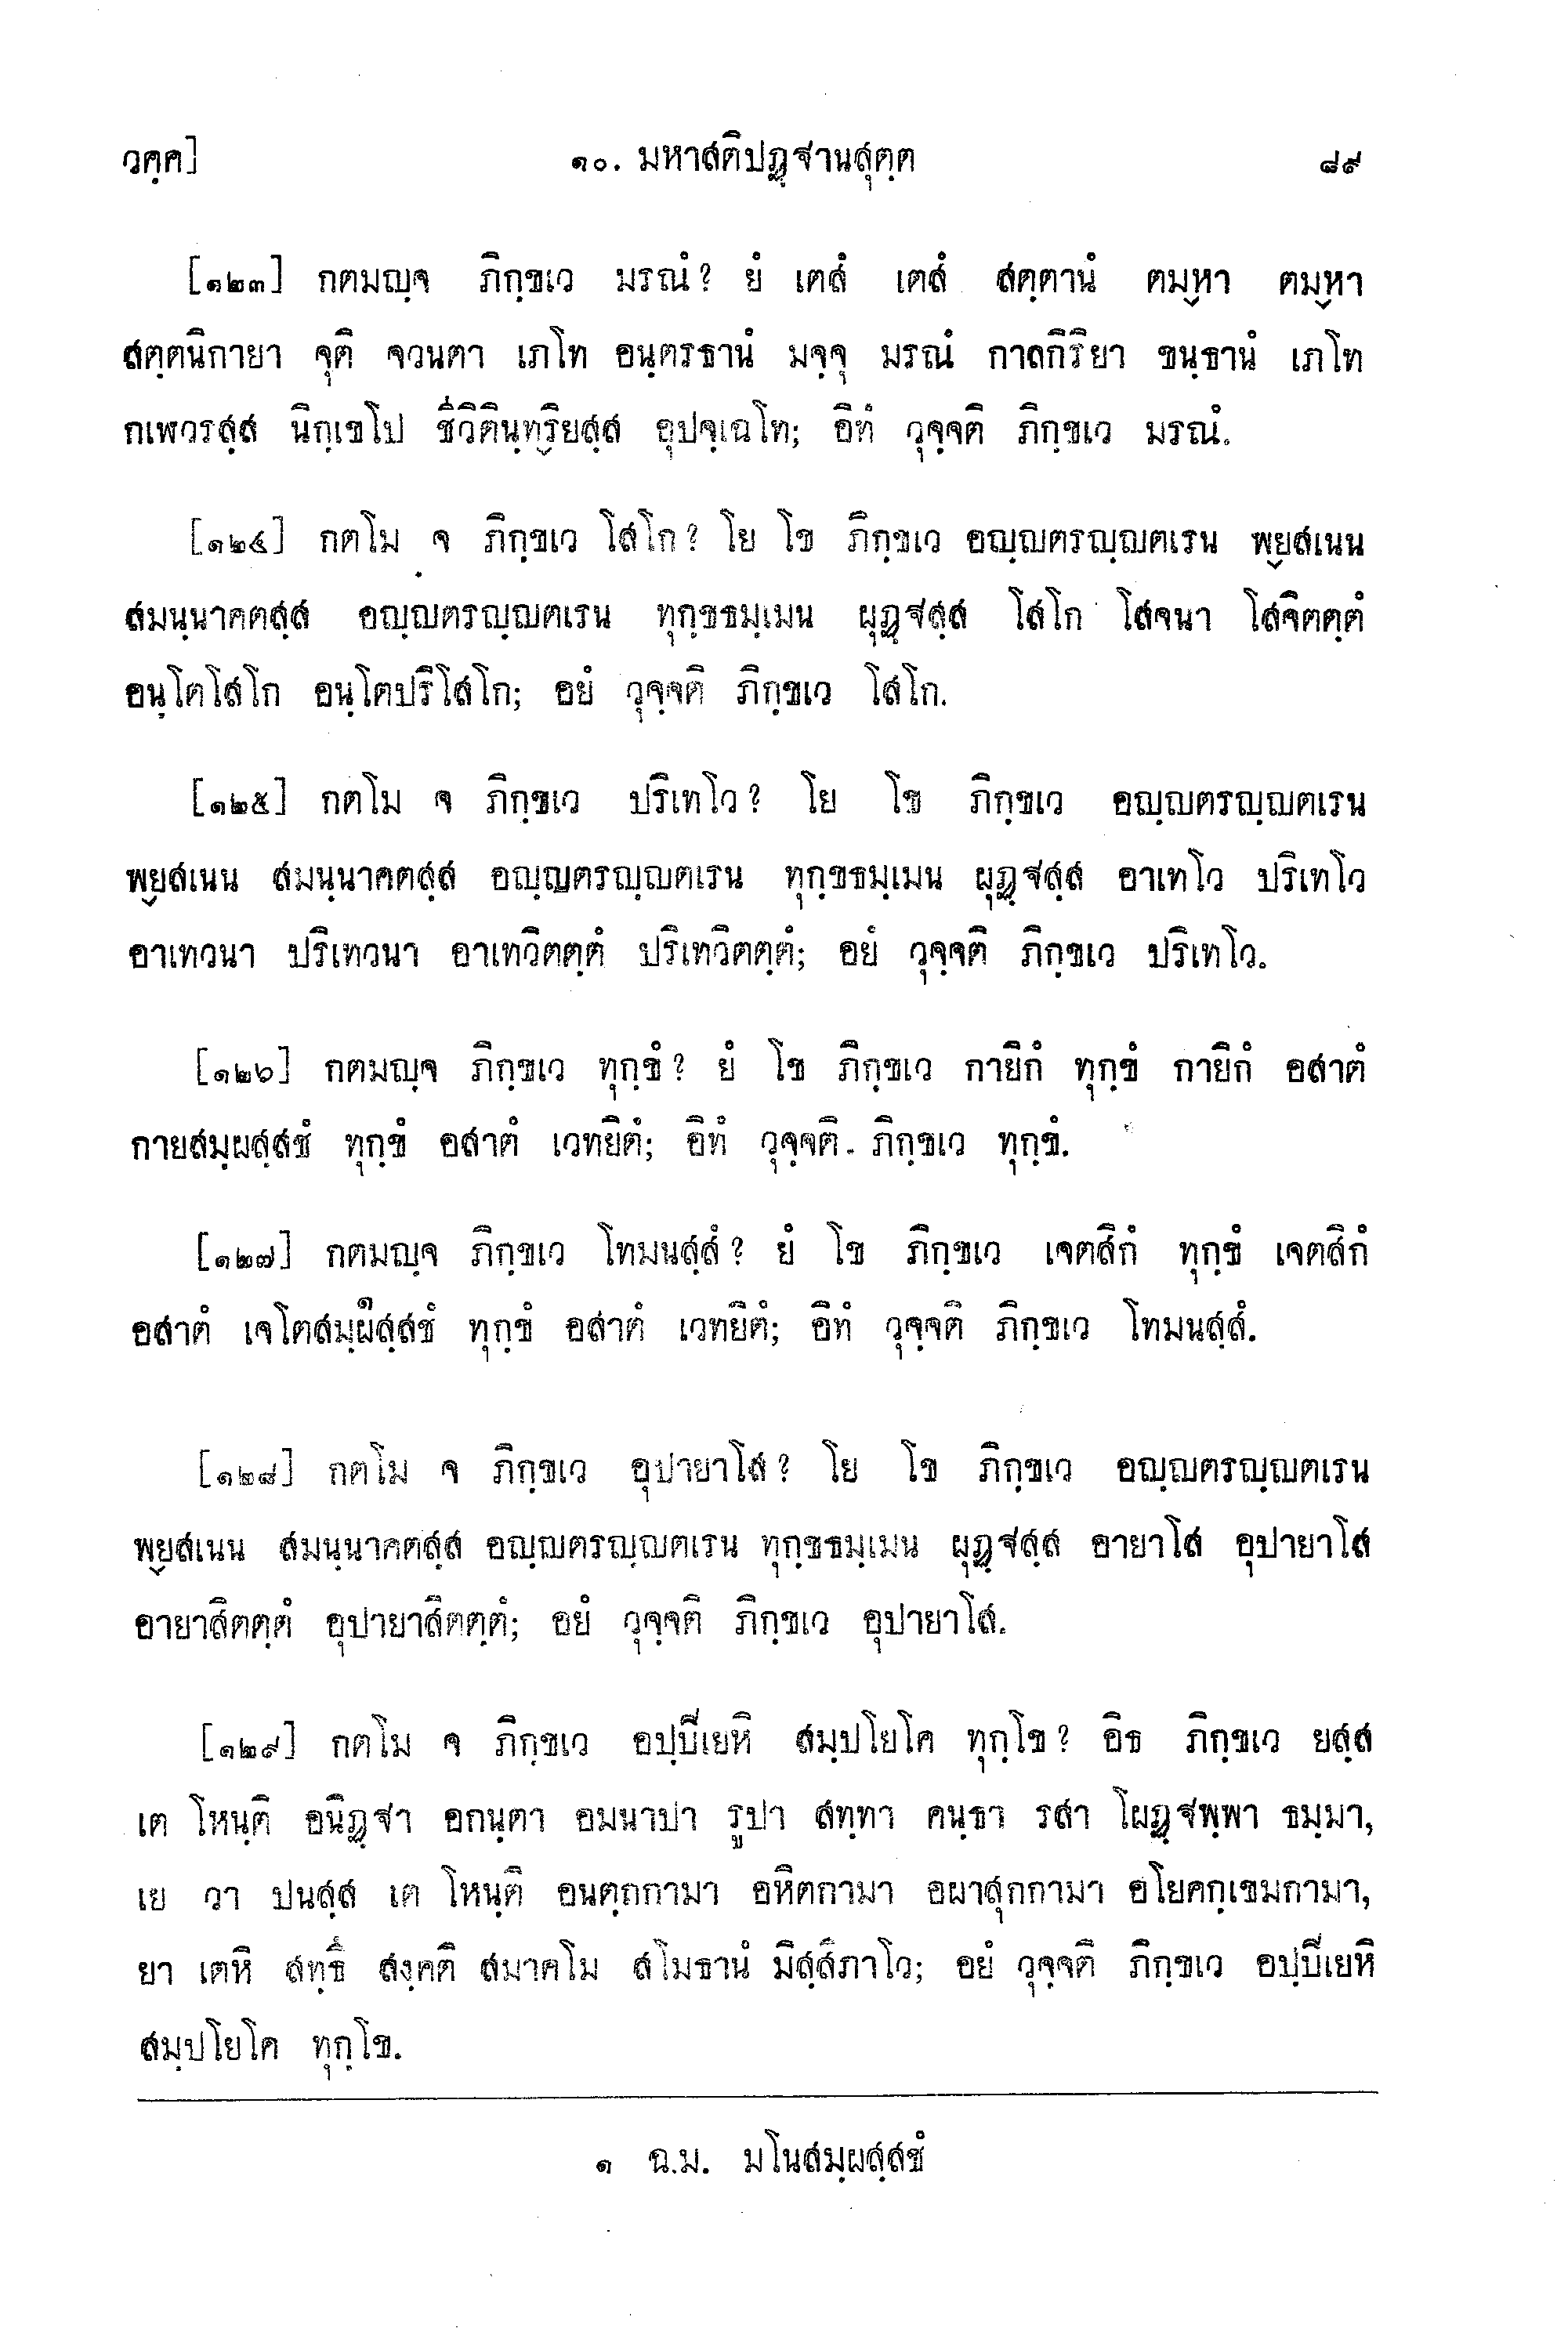 วคฺค]
๑๐. มหาสติปฏฺฐานสุตฺต
๘๙
[๑๒๓] กตมญฺจ ภิกฺขเว มรณํ? ยํ เตสํ เตสํ สตฺตานํ ตมฺหา ตมฺหา
สตฺตนิกายา จุติ จวนตา เภโท อนฺตรธานํ มจฺจุ มรณํ กาลกิริยา ขนฺธานํ เภโท
กเฬวรสฺส นิกฺเขโป ชีวิตินฺทฺริยสฺส อุปจฺเฉโท; อิทํ วุจฺจติ ภิกฺขเว มรณํ.
[๑๒๔] กตโม จ ภิกฺขเว โสโก? โย โข ภิกฺขเว อญฺญตรญฺญตเรน พฺยสเนน
สมนฺนาคตสฺส อญฺญตรญฺญตเรน ทุกฺขธมฺเมน ผุฏฺฐสฺส โสโก โสจนา โสจิตตฺตํ
อนฺโตโสโก อนฺโตปริโสโก; อยํ วุจฺจติ ภิกฺขเว โสโก.
[๑๒๕] กตโม จ ภิกฺขเว ปริเทโว? โย โข ภิกฺขเว อญฺญตรญฺญตเรน
พฺยสเนน สมนฺนาคตสฺส อญฺญตรญฺญตเรน ทุกฺขธมฺเมน ผุฏฺฐสฺส อาเทโว ปริเทโว
อาเทวนา ปริเทวนา อาเทวิตตฺตํ ปริเทวิตตฺตํ; อยํ วุจฺจติ ภิกฺขเว ปริเทโว.
[๑๒๖] กตมญฺจ ภิกฺขเว ทุกฺขํ? ยํ โข ภิกฺขเว กายิกํ ทุกฺขํ กายิกํ อสาตํ
กายสมฺผสฺสชํ ทุกฺขํ อสาตํ เวทยิตํ; อิทํ วุจฺจติ ภิกฺขเว ทุกฺขํ.
[๑๒๗] กตมญฺจ ภิกฺขเว โทมนสฺสํ? ยํ โข ภิกฺขเว เจตสิกํ ทุกฺขํ เจตสิกํ
อสาตํ เจโตสมฺผ๑สฺสชํ ทุกฺขํ อสาตํ เวทยิตํ; อิทํ วุจฺจติ ภิกฺขเว โทมนสฺสํ.
[๑๒๘] กตโม จ ภิกฺขเว อุปายาโส? โย โข ภิกฺขเว อญฺญตรญฺญตเรน
พฺยสเนน สมนฺนาคตสฺส อญฺญตรญฺญตเรน ทุกฺขธมฺเมน ผุฏฺฐสฺส อายาโส อุปายาโส
อายาสิตตฺตํ อุปายาสิตตฺตํ; อยํ วุจฺจติ ภิกฺขเว อุปายาโส.
[๑๒๙] กตโม จ ภิกฺขเว อปฺปิเยหิ สมฺปโยโค ทุกฺโข? อิธ ภิกฺขเว ยสฺส
เต โหนฺติ อนิฏฺฐา อกนฺตา อมนาปา รูปา สทฺทา คนฺธา รสา โผฏฺฐพฺพา ธมฺมา,
เย วา ปนสฺส เต โหนฺติ อนตฺถกามา อหิตกามา อผาสุกกามา อโยคกฺเขมกามา,
ยา เตหิ สทฺธึ สงฺคติ สมาคโม สโมธานํ มิสฺสีภาโว; อยํ วุจฺจติ ภิกฺขเว อปฺปิเยหิ
สมฺปโยโค ทุกฺโข.
๑ ฉ.ม. มโนสมฺผสฺสชํ